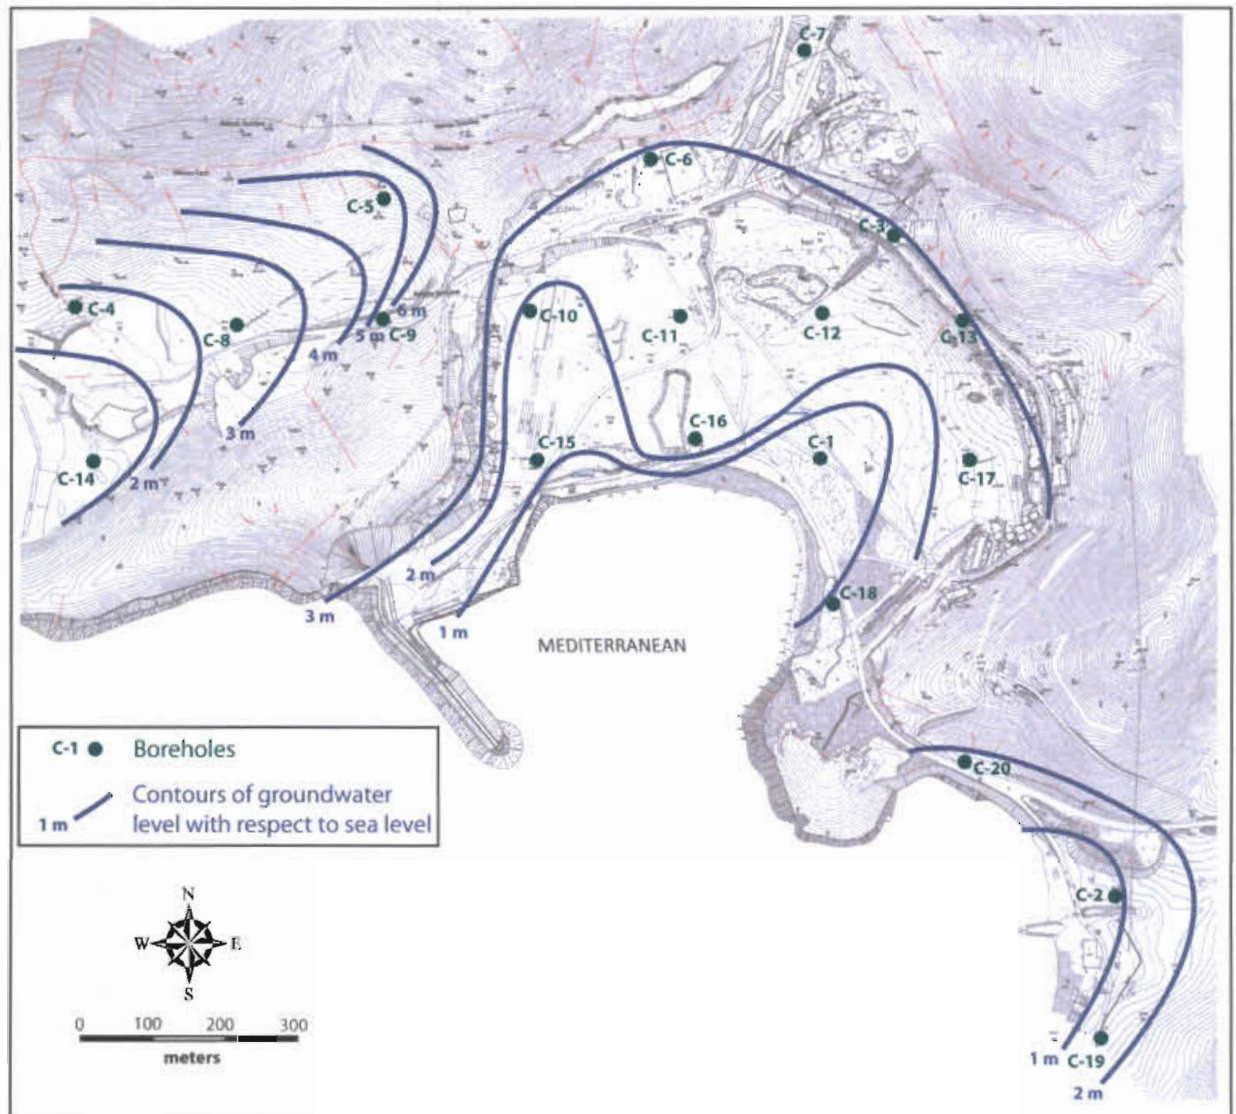 C-7
C-6
C-5
C-3
C-4
C-10
C-11
C-12
C-13
C-8
C-9
6 m
5 m
4 m
3 m
C-16
C-15
C-1
C-17
C-14
2 m
2 m
C-18
3 m
1 m
MEDITERRANEAN
C-1 Boreholes
Contours of groundwater
1 m level with respect to sea level
C-20
C-2
N
W E
S
0 100 200 300
meters
1 m
C-19
2 m